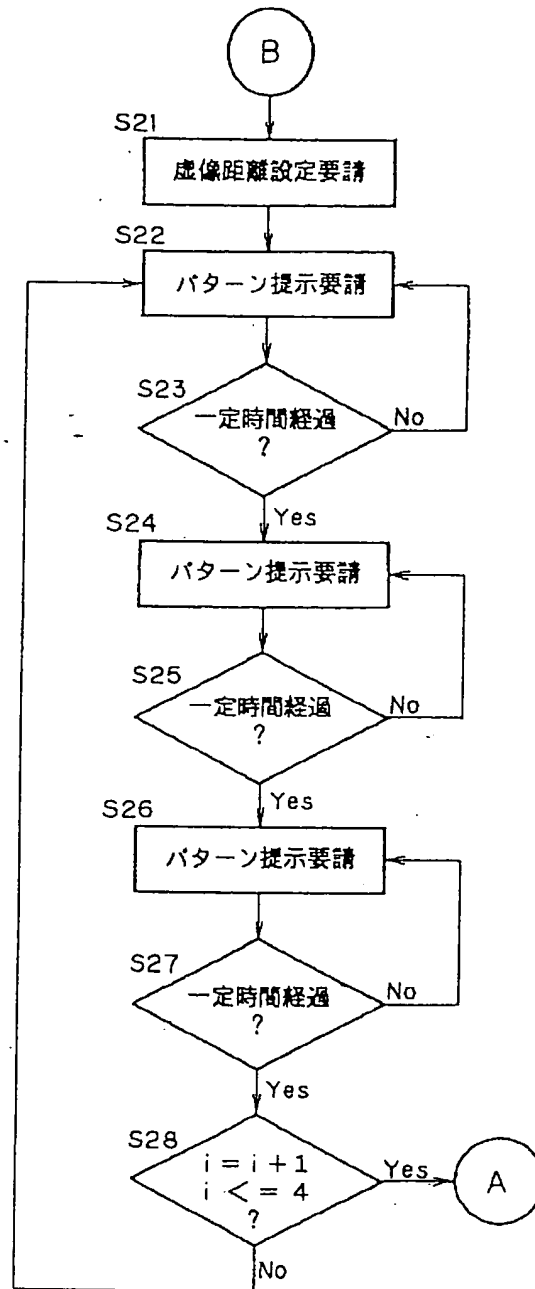 B
S21
虚像距離設定要請
S22
パターン提示要請
S23
一定時間経過
?
No
Yes
S24
パターン提示要請
S25
一定時間経過
?
No
Yes
S26
パターン提示要請
S27
一定時間経過
?
No
Yes
S28
i = i + 1
i < = 4
?
Yes
A
No